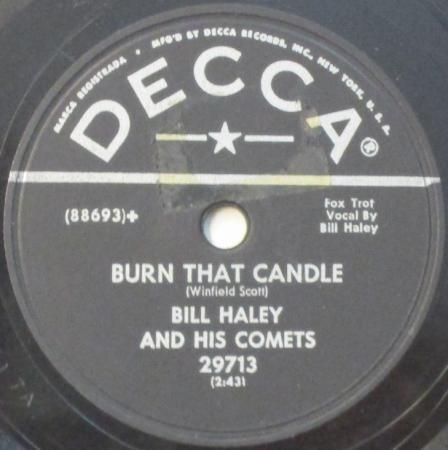 MARCA REGISTRADA • MFG'D BY DECCA RECORDS, INC., NEW YORK, U. S. A.
DECCA®
(88693)+
Fox Trot
Vocal By
Bill Haley
BURN THAT CANDLE
(Winfield Scott)
BILL HALEY
AND HIS COMETS
29713
(2:43)